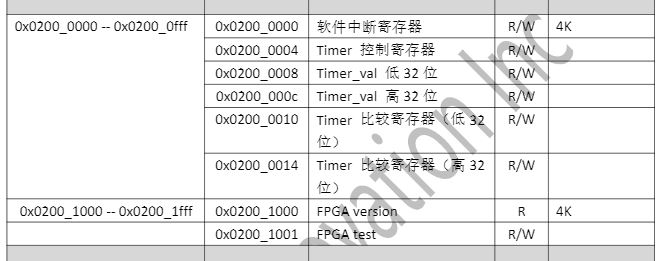 0x0200_0000 -- 0x0200_0fff 0x0200_0000 软件中断寄存器 R/W 4K
0x0200_0004 Timer 控制寄存器 R/W
0x0200_0008 Timer_val 低 32 位 R/W
0x0200_000c Timer_val 高 32 位 R/W
0x0200_0010 Timer 比较寄存器（低 32 R/W
位）
0x0200_0014 Timer 比较寄存器（高 32 R/W
位）
0x0200_1000 -- 0x0200_1fff 0x0200_1000 FPGA version R 4K
0x0200_1001 FPGA test R/W
ovation Inc